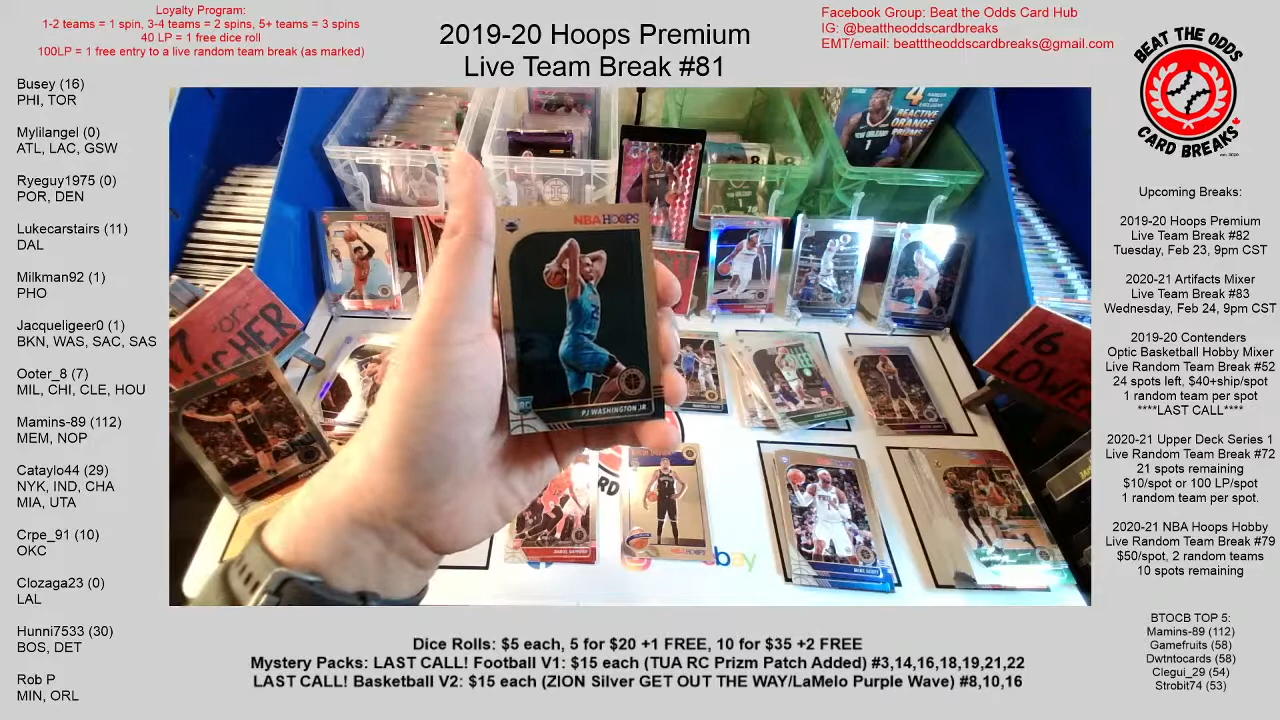 Loyalty Program:
1-2 teams = 1 spin, 3-4 teams = 2 spins, 5+ teams = 3 spins
40 LP = 1 free dice roll
100LP = 1 free entry to a live random team break (as marked)
2019-20 Hoops Premium
Live Team Break #81
Facebook Group: Beat the Odds Card Hub
IG: @beattheoddscardbreaks
EMT/email: beattheoddscardbreaks@gmail.com
BEAT THE ODDS
CARD BREAKS
Busey (16)
PHI, TOR
Mylilangel (0)
ATL, LAC, GSW
Ryeguy1975 (0)
POR, DEN
Lukecarstairs (11)
DAL
Milkman92 (1)
PHO
Jacqueligeer0 (1)
BKN, WAS, SAC, SAS
Ooter_8 (7)
MIL, CHI, CLE, HOU
Mamins-89 (112)
MEM, NOP
Cataylo44 (29)
NYK, IND, CHA
MIA, UTA
Crpe_91 (10)
OKC
Clozaga23 (0)
LAL
Hunni7533 (30)
BOS, DET
Rob P
MIN, ORL
4
REACTIVE
ORANGE
NBA HOOPS
RC
PJ WASHINGTON JR
17
-or-
16
NBA HOOPS
bay
CARD
Upcoming Breaks:
2019-20 Hoops Premium
Live Team Break #82
Tuesday, Feb 23, 9pm CST
2020-21 Artifacts Mixer
Live Team Break #83
Wednesday, Feb 24, 9pm CST
2019-20 Contenders
Optic Basketball Hobby Mixer
Live Random Team Break #52
24 spots left, $40+ship/spot
1 random team per spot
****LAST CALL****
2020-21 Upper Deck Series 1
Live Random Team Break #72
21 spots remaining
$10/spot or 100 LP/spot
1 random team per spot.
2020-21 NBA Hoops Hobby
Live Random Team Break #79
$50/spot, 2 random teams
10 spots remaining
BTOCB TOP 5:
Mamins-89 (112)
Gamefruits (58)
Dwtntocards (58)
Clegui_29 (54)
Strobit74 (53)
Dice Rolls: $5 each, 5 for $20 +1 FREE, 10 for $35 +2 FREE
Mystery Packs: LAST CALL! Football V1: $15 each (TUA RC Prizm Patch Added) #3,14,16,18,19,21,22
LAST CALL! Basketball V2: $15 each (ZION Silver GET OUT THE WAY/LaMelo Purple Wave) #8,10,16